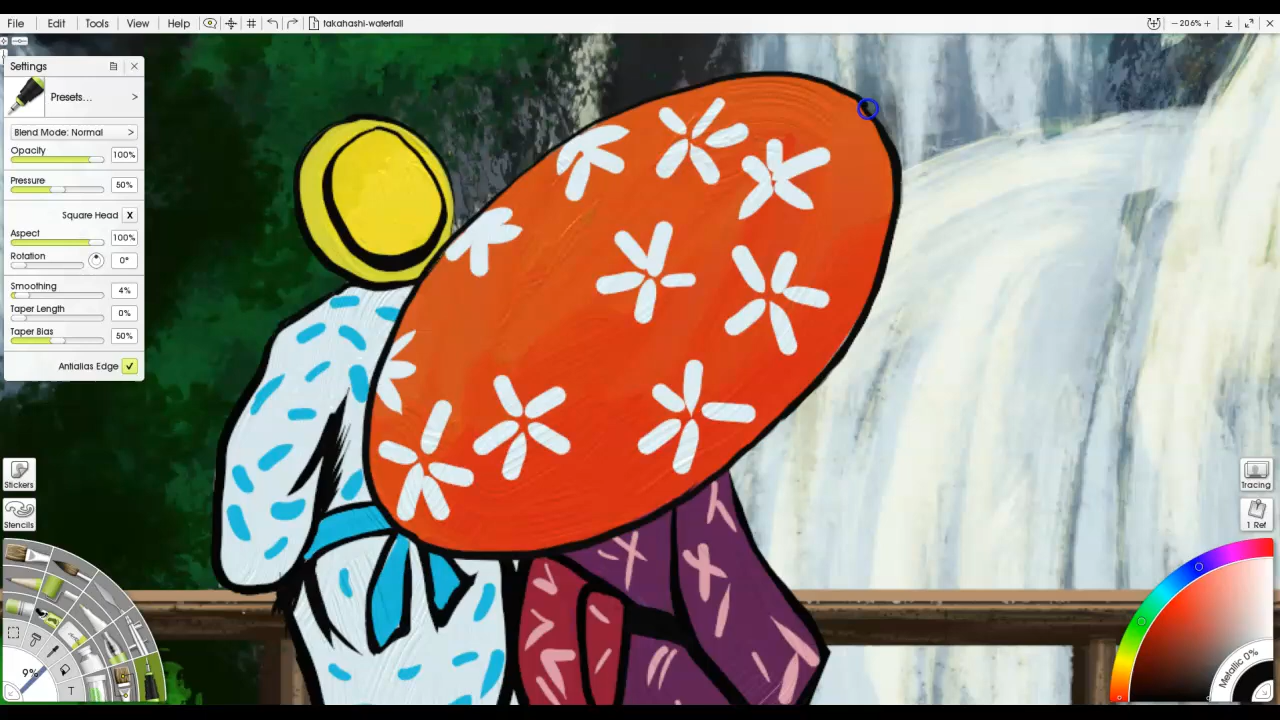 File Edit Tools View Help takahashi-waterfall − 206% +
Settings
Presets... >
Blend Mode: Normal >
Opacity 100%
Pressure 50%
Square Head X
Aspect 100%
Rotation 0°
Smoothing 4%
Taper Length 0%
Taper Bias 50%
Antialias Edge
Stickers
Stencils
Tracing
1 Ref
9%
T
Metallic 0%